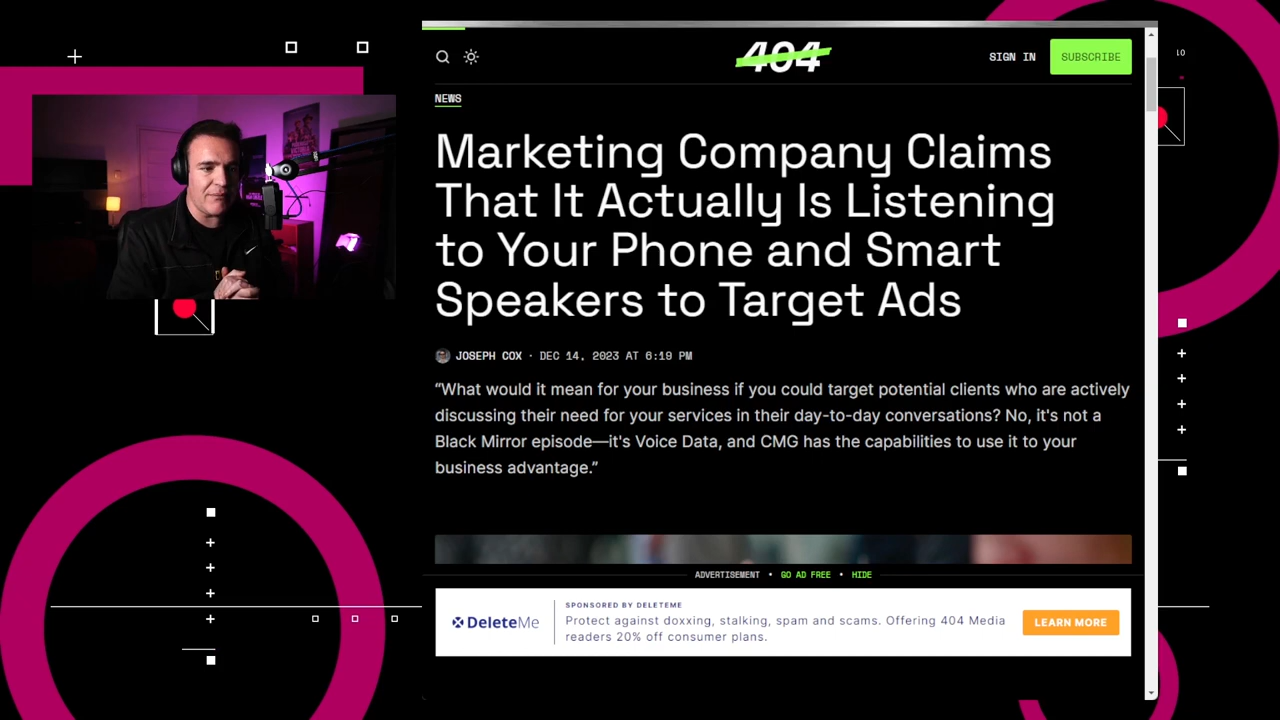 404
SIGN IN
SUBSCRIBE
NEWS
Marketing Company Claims
That It Actually Is Listening
to Your Phone and Smart
Speakers to Target Ads
JOSEPH COX · DEC 14, 2023 AT 6:19 PM
“What would it mean for your business if you could target potential clients who are actively
discussing their need for your services in their day-to-day conversations? No, it's not a
Black Mirror episode—it's Voice Data, and CMG has the capabilities to use it to your
business advantage.”
ADVERTISEMENT • GO AD FREE • HIDE
DeleteMe
SPONSORED BY DELETEME
Protect against doxxing, stalking, spam and scams. Offering 404 Media
readers 20% off consumer plans.
LEARN MORE